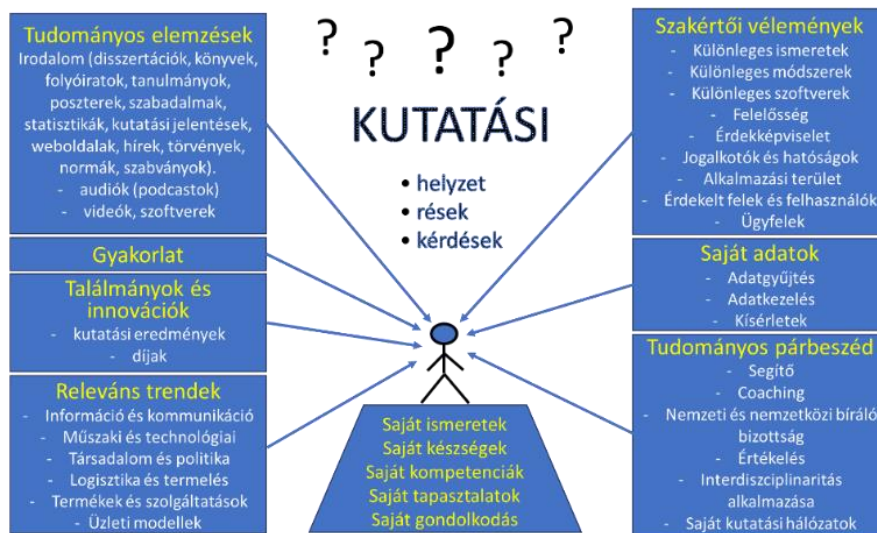 Tudományos elemzések
Irodalom (disszertációk, könyvek,
folyóiratok, tanulmányok,
poszterek, szabadalmak,
statisztikák, kutatási jelentések,
weboldalak, hírek, törvények,
normák, szabványok).
- audiók (podcastok)
- videók, szoftverek
Gyakorlat
Találmányok és
innovációk
- kutatási eredmények
- díjak
Releváns trendek
- Információ és kommunikáció
- Műszaki és technológiai
- Társadalom és politika
- Logisztika és termelés
- Termékek és szolgáltatások
- Üzleti modellek
? ? ? ? ?
KUTATÁSI
• helyzet
• rések
• kérdések
Saját ismeretek
Saját készségek
Saját kompetenciák
Saját tapasztalatok
Saját gondolkodás
Szakértői vélemények
- Különleges ismeretek
- Különleges módszerek
- Különleges szoftverek
- Felelősség
- Érdekképviselet
- Jogalkotók és hatóságok
- Alkalmazási terület
- Érdekelt felek és felhasználók
- Ügyfelek
Saját adatok
- Adatgyűjtés
- Adatkezelés
- Kísérletek
Tudományos párbeszéd
- Segítő
- Coaching
- Nemzeti és nemzetközi bíráló
bizottság
- Értékelés
- Interdiszciplinaritás
alkalmazása
- Saját kutatási hálózatok